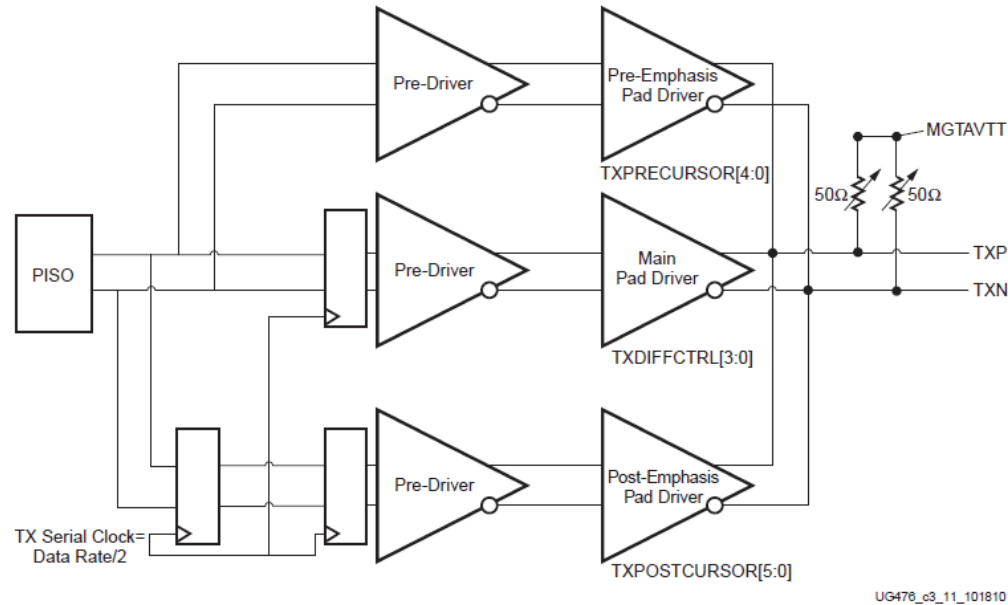 Pre-Driver
Pre-Emphasis
Pad Driver
MGTAVTT
TXPRECURSOR[4:0]
50Ω
50Ω
PISO
Pre-Driver
Main
Pad Driver
TXP
TXN
TXDIFFCTRL[3:0]
Pre-Driver
Post-Emphasis
Pad Driver
TX Serial Clock=
Data Rate/2
TXPOSTCURSOR[5:0]
UG476_c3_11_101810